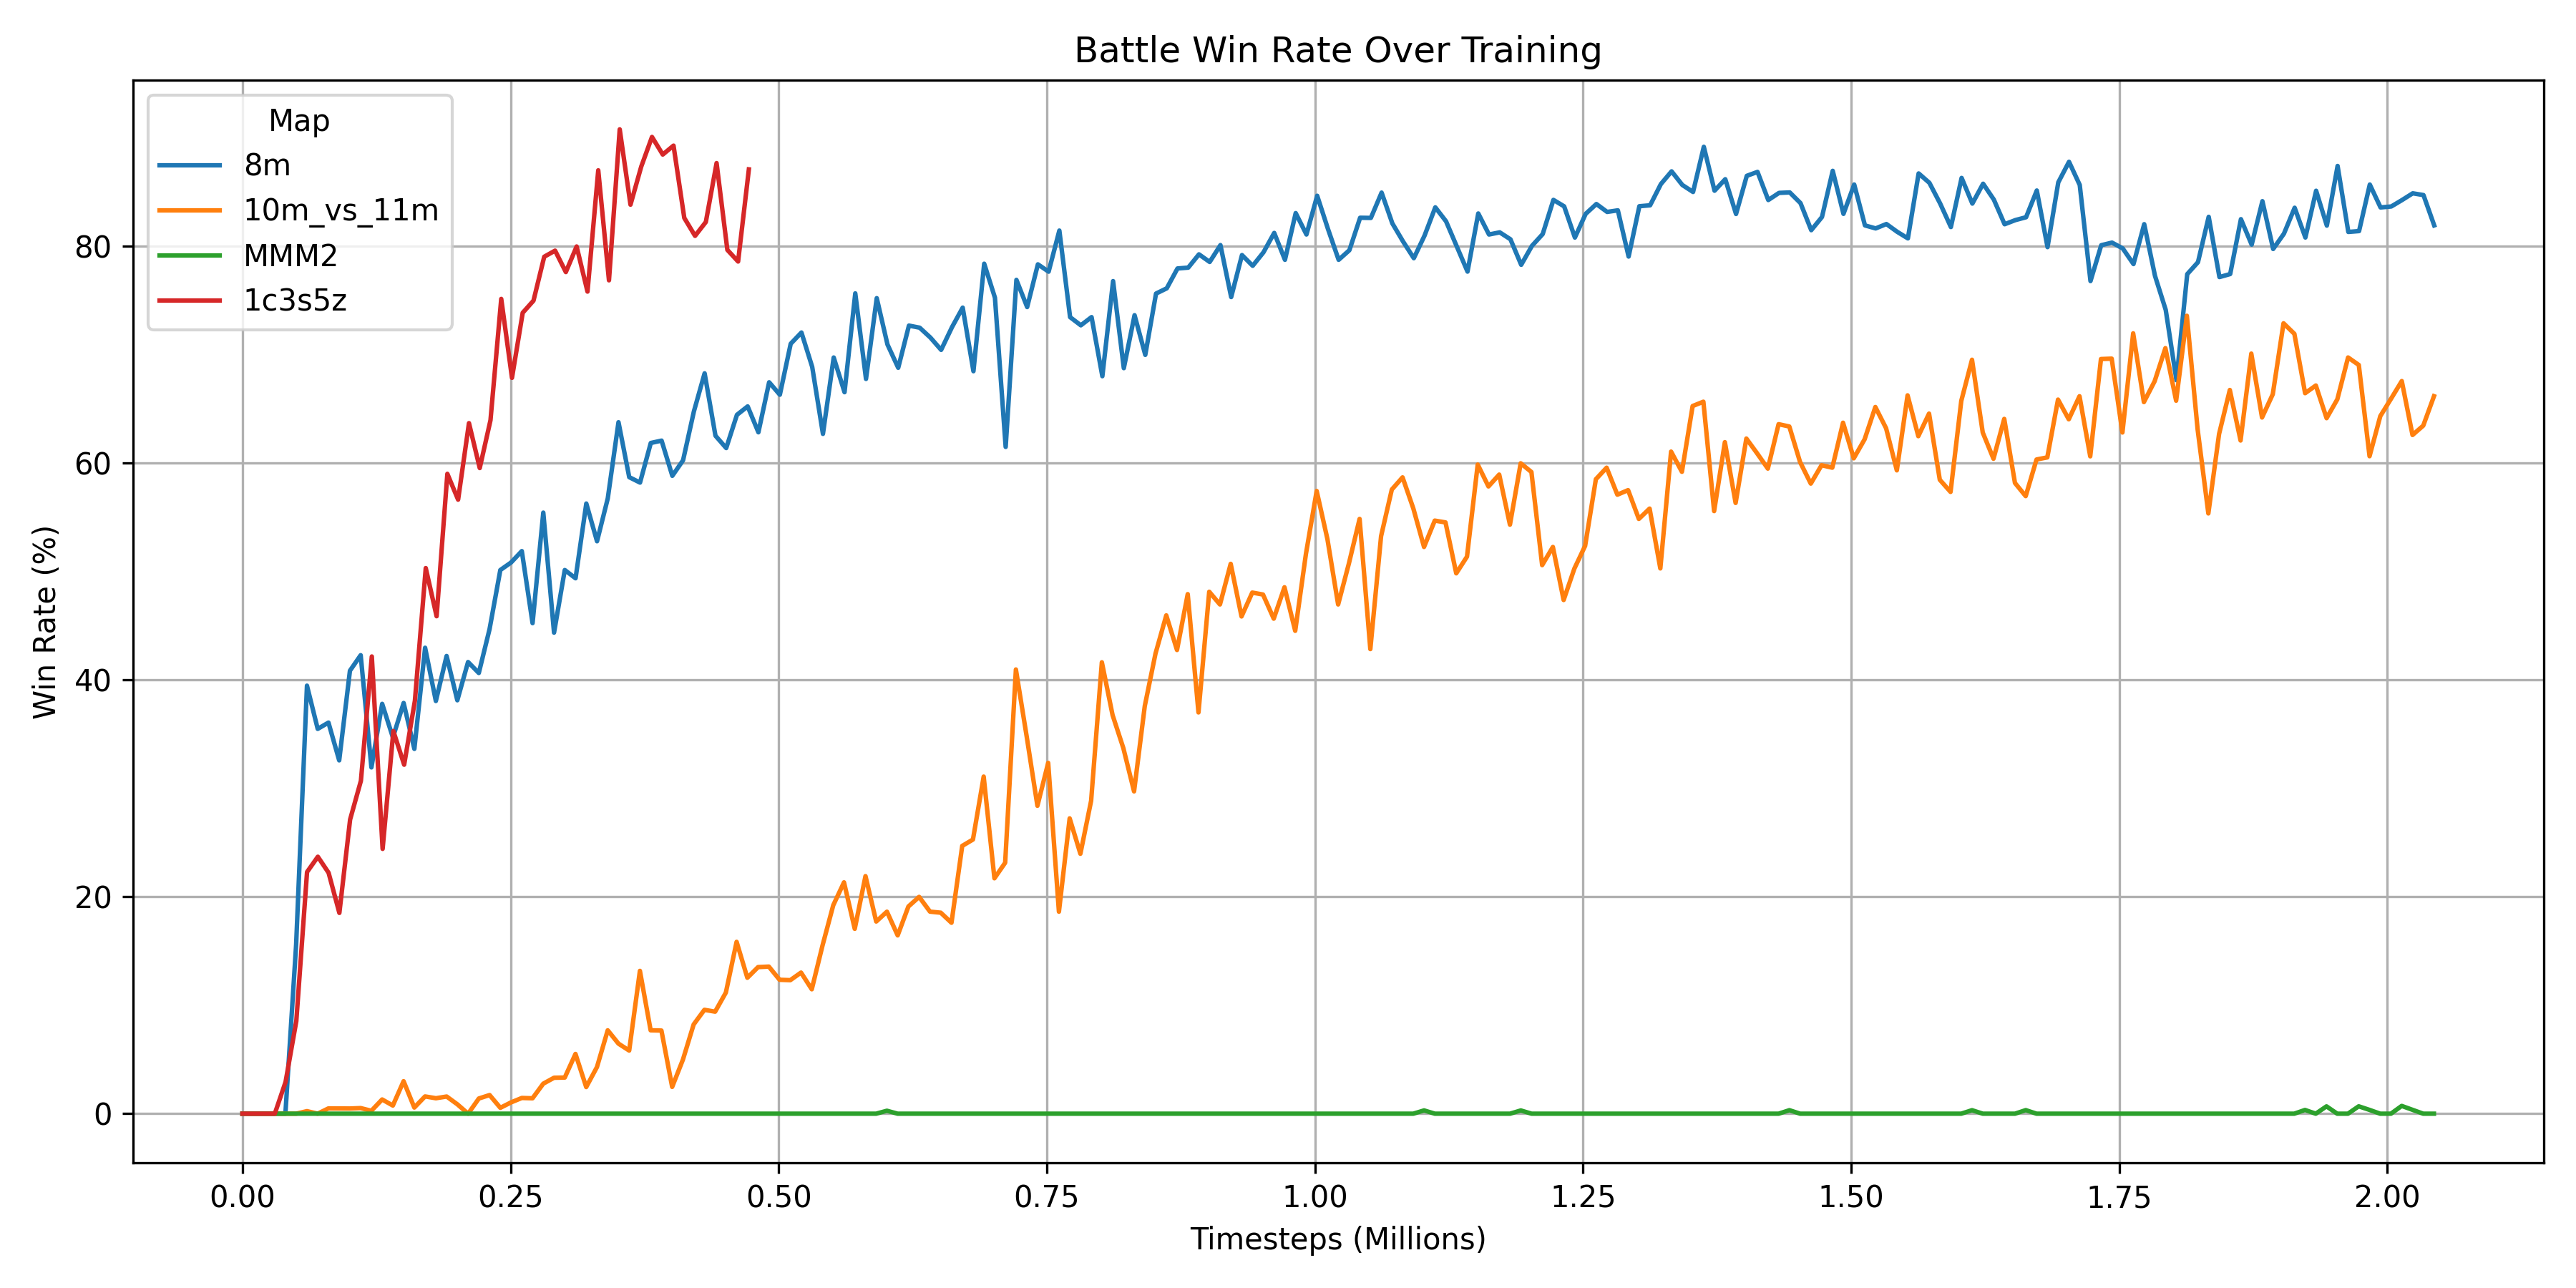 Battle Win Rate Over Training
Map
8m
10m_vs_11m
MMM2
1c3s5z
Win Rate (%)
80
60
40
20
0
0.00 0.25 0.50 0.75 1.00 1.25 1.50 1.75 2.00
Timesteps (Millions)